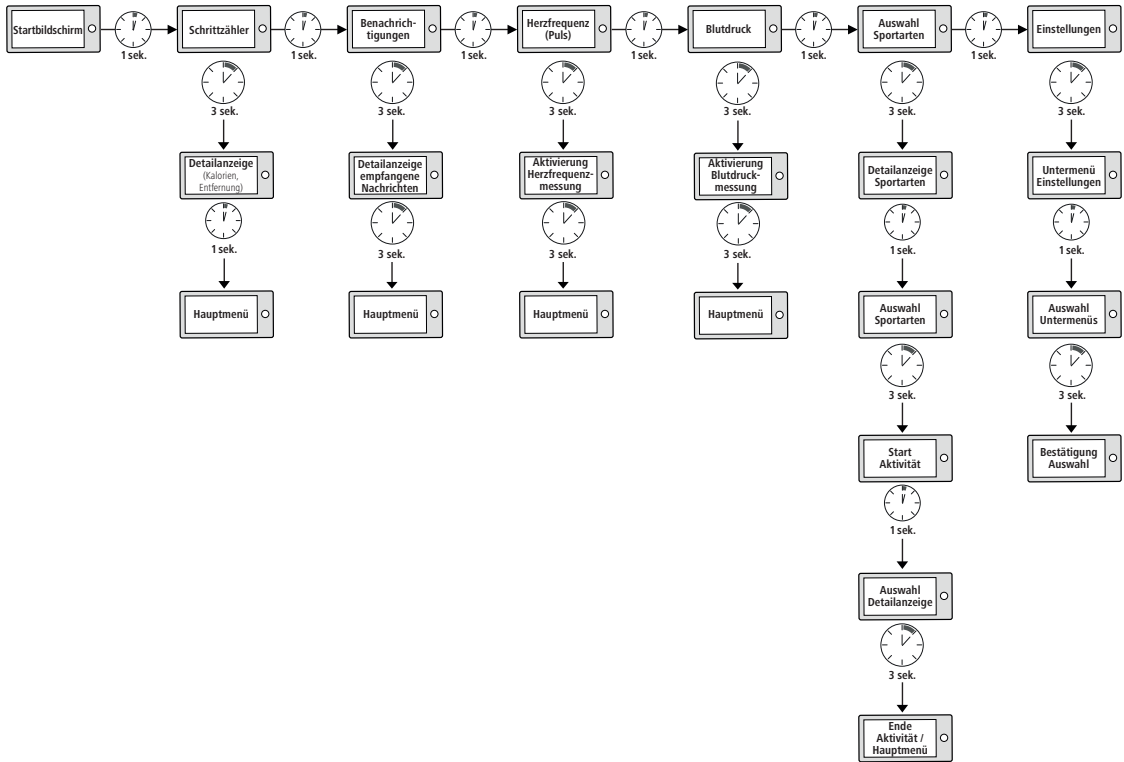 Startbildschirm
1 sek.
Schrittzähler
1 sek.
Benachrich-
tigungen
1 sek.
Herzfrequenz
(Puls)
1 sek.
Blutdruck
1 sek.
Auswahl
Sportarten
1 sek.
Einstellungen
3 sek.
3 sek.
3 sek.
3 sek.
3 sek.
3 sek.
Detailanzeige
(Kalorien,
Entfernung)
Detailanzeige
empfangene
Nachrichten
Aktivierung
Herzfrequenz-
messung
Aktivierung
Blutdruck-
messung
Detailanzeige
Sportarten
Untermenü
Einstellungen
1 sek.
3 sek.
3 sek.
3 sek.
1 sek.
1 sek.
Hauptmenü
Hauptmenü
Hauptmenü
Hauptmenü
Auswahl
Sportarten
Auswahl
Untermenüs
3 sek.
3 sek.
Start
Aktivität
Bestätigung
Auswahl
1 sek.
Auswahl
Detailanzeige
3 sek.
Ende
Aktivität /
Hauptmenü